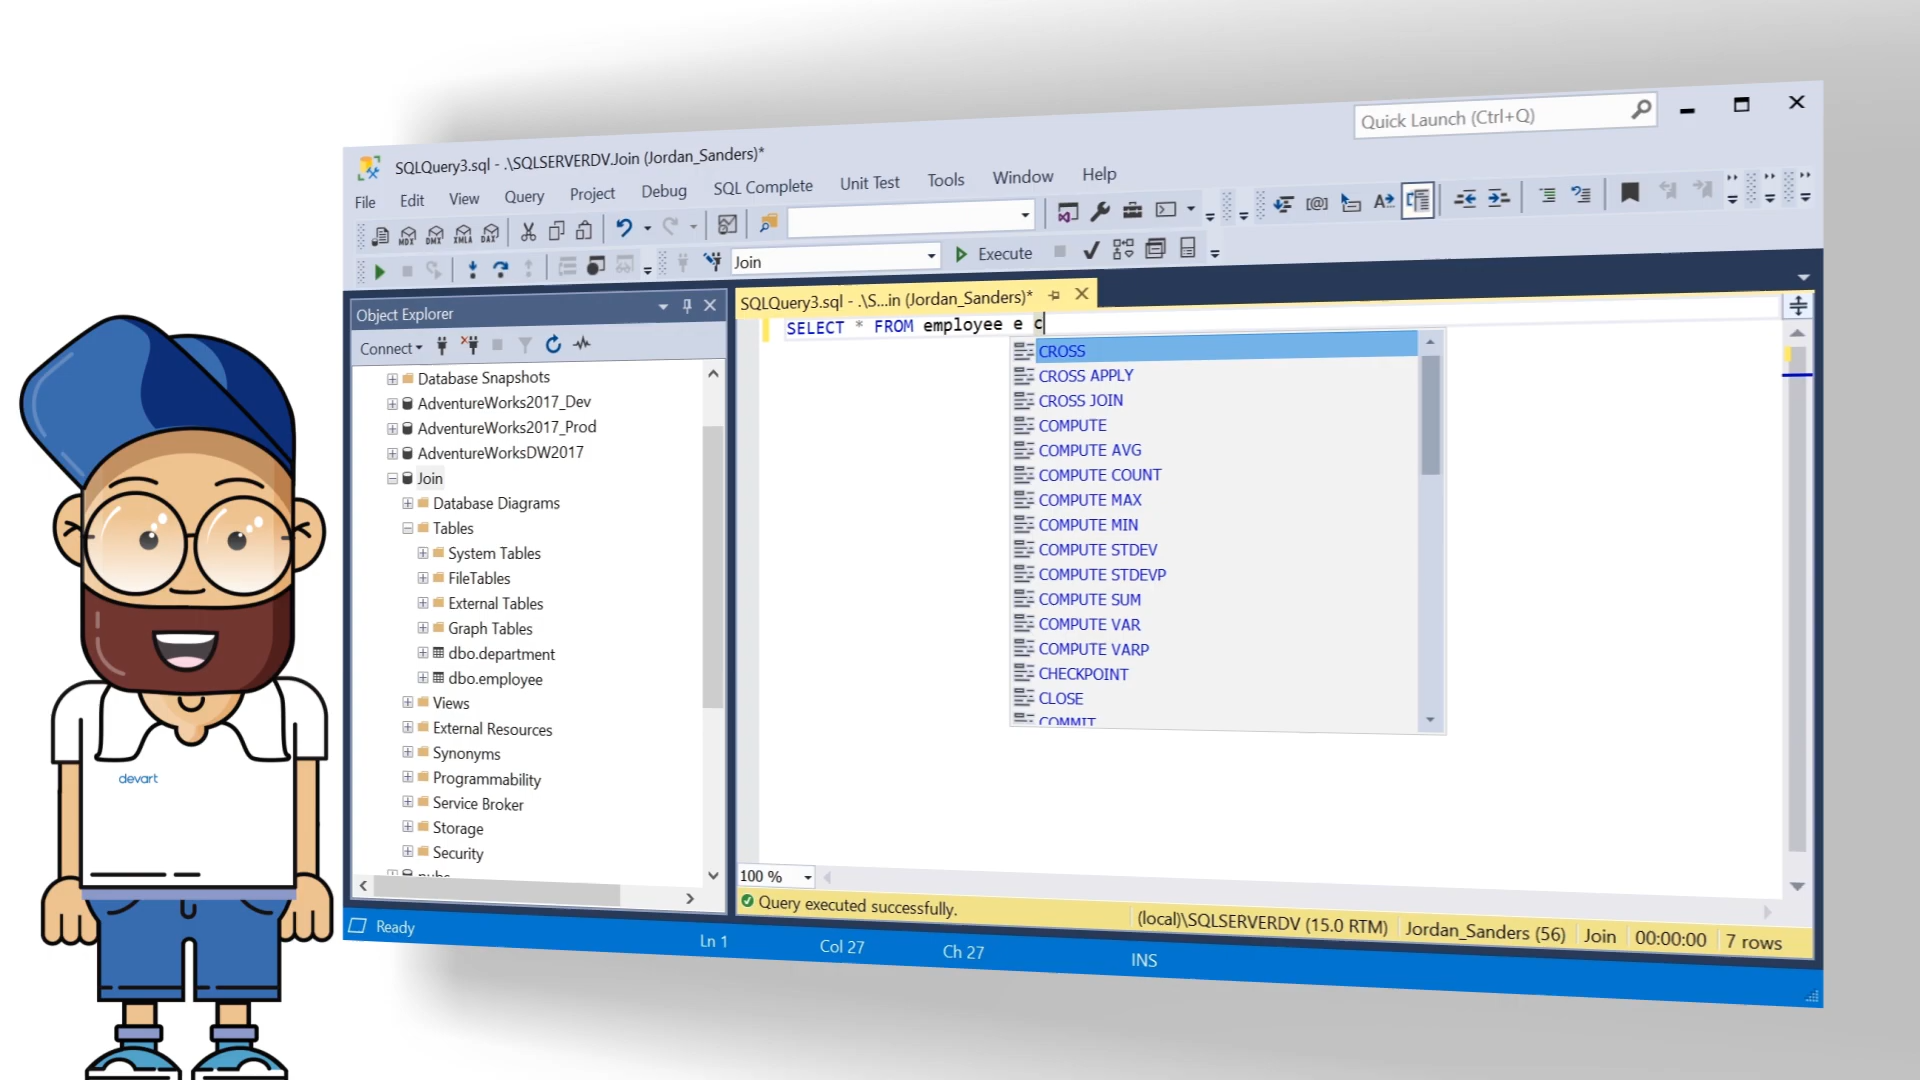 Quick Launch (Ctrl+Q)
SQLQuery3.sql - .\SQLSERVERDV.Join (Jordan_Sanders)*
File Edit View Query Project Debug SQL Complete Unit Test Tools Window Help
MDX DMX XMLA DAX
Join
Execute
Object Explorer
Connect
Database Snapshots
AdventureWorks2017_Dev
AdventureWorks2017_Prod
AdventureWorksDW2017
Join
Database Diagrams
Tables
System Tables
FileTables
External Tables
Graph Tables
dbo.department
dbo.employee
Views
External Resources
Synonyms
Programmability
Service Broker
Storage
Security
SQLQuery3.sql - .\S...in (Jordan_Sanders)*
SELECT * FROM employee e c
CROSS
CROSS APPLY
CROSS JOIN
COMPUTE
COMPUTE AVG
COMPUTE COUNT
COMPUTE MAX
COMPUTE MIN
COMPUTE STDEV
COMPUTE STDEVP
COMPUTE SUM
COMPUTE VAR
COMPUTE VARP
CHECKPOINT
CLOSE
COMMIT
100 %
Query executed successfully.
(local)\SQLSERVERDV (15.0 RTM)
Jordan_Sanders (56)
Join
00:00:00
7 rows
Ready
Ln 1
Col 27
Ch 27
INS
devart